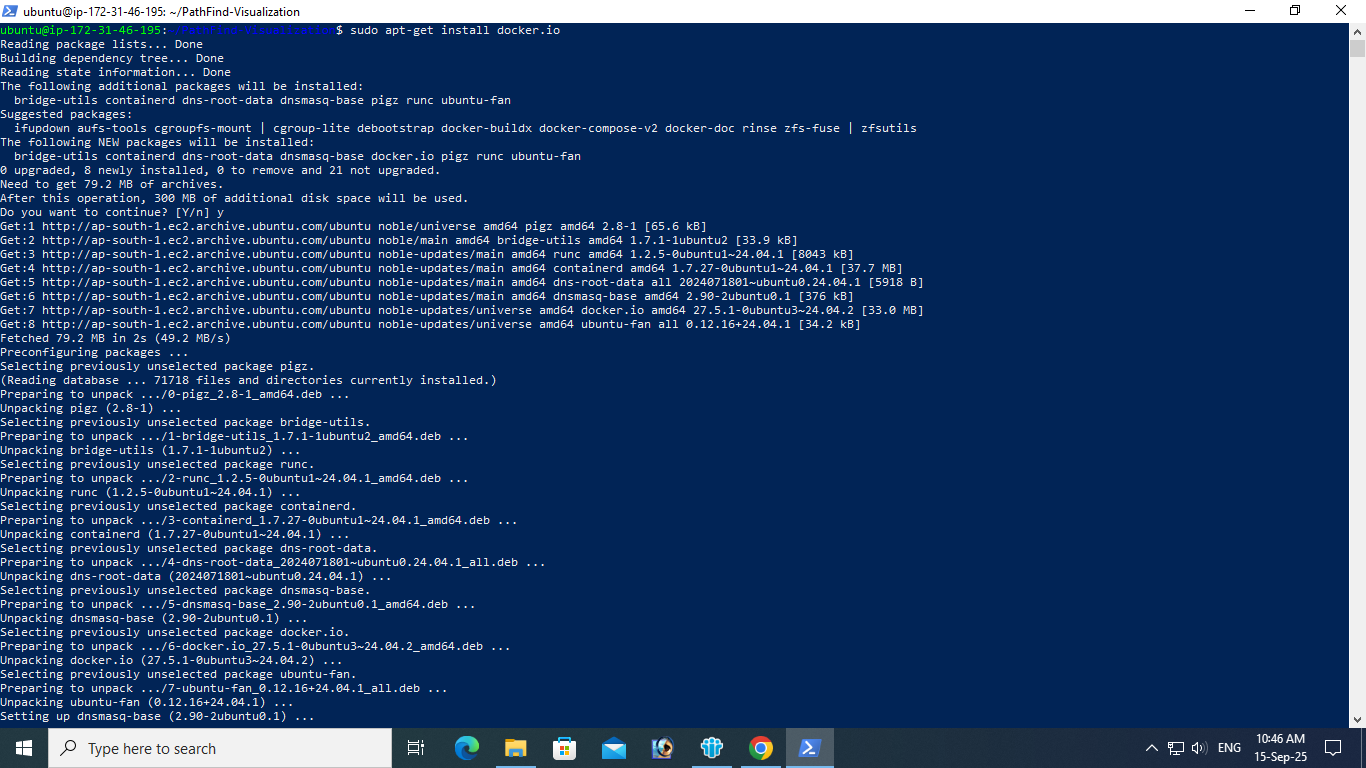 ubuntu@ip-172-31-46-195: ~/PathFind-Visualization
ubuntu@ip-172-31-46-195:~/PathFind-Visualization$ sudo apt-get install docker.io
Reading package lists... Done
Building dependency tree... Done
Reading state information... Done
The following additional packages will be installed:
  bridge-utils containerd dns-root-data dnsmasq-base pigz runc ubuntu-fan
Suggested packages:
  ifupdown aufs-tools cgroupfs-mount | cgroup-lite debootstrap docker-buildx docker-compose-v2 docker-doc rinse zfs-fuse | zfsutils
The following NEW packages will be installed:
  bridge-utils containerd dns-root-data dnsmasq-base docker.io pigz runc ubuntu-fan
0 upgraded, 8 newly installed, 0 to remove and 21 not upgraded.
Need to get 79.2 MB of archives.
After this operation, 300 MB of additional disk space will be used.
Do you want to continue? [Y/n] y
Get:1 http://ap-south-1.ec2.archive.ubuntu.com/ubuntu noble/universe amd64 pigz amd64 2.8-1 [65.6 kB]
Get:2 http://ap-south-1.ec2.archive.ubuntu.com/ubuntu noble/main amd64 bridge-utils amd64 1.7.1-1ubuntu2 [33.9 kB]
Get:3 http://ap-south-1.ec2.archive.ubuntu.com/ubuntu noble-updates/main amd64 runc amd64 1.2.5-0ubuntu1~24.04.1 [8043 kB]
Get:4 http://ap-south-1.ec2.archive.ubuntu.com/ubuntu noble-updates/main amd64 containerd amd64 1.7.27-0ubuntu1~24.04.1 [37.7 MB]
Get:5 http://ap-south-1.ec2.archive.ubuntu.com/ubuntu noble-updates/main amd64 dns-root-data all 2024071801~ubuntu0.24.04.1 [5918 B]
Get:6 http://ap-south-1.ec2.archive.ubuntu.com/ubuntu noble-updates/main amd64 dnsmasq-base amd64 2.90-2ubuntu0.1 [376 kB]
Get:7 http://ap-south-1.ec2.archive.ubuntu.com/ubuntu noble-updates/universe amd64 docker.io amd64 27.5.1-0ubuntu3~24.04.2 [33.0 MB]
Get:8 http://ap-south-1.ec2.archive.ubuntu.com/ubuntu noble-updates/universe amd64 ubuntu-fan all 0.12.16+24.04.1 [34.2 kB]
Fetched 79.2 MB in 2s (49.2 MB/s)
Preconfiguring packages ...
Selecting previously unselected package pigz.
(Reading database ... 71718 files and directories currently installed.)
Preparing to unpack .../0-pigz_2.8-1_amd64.deb ...
Unpacking pigz (2.8-1) ...
Selecting previously unselected package bridge-utils.
Preparing to unpack .../1-bridge-utils_1.7.1-1ubuntu2_amd64.deb ...
Unpacking bridge-utils (1.7.1-1ubuntu2) ...
Selecting previously unselected package runc.
Preparing to unpack .../2-runc_1.2.5-0ubuntu1~24.04.1_amd64.deb ...
Unpacking runc (1.2.5-0ubuntu1~24.04.1) ...
Selecting previously unselected package containerd.
Preparing to unpack .../3-containerd_1.7.27-0ubuntu1~24.04.1_amd64.deb ...
Unpacking containerd (1.7.27-0ubuntu1~24.04.1) ...
Selecting previously unselected package dns-root-data.
Preparing to unpack .../4-dns-root-data_2024071801~ubuntu0.24.04.1_all.deb ...
Unpacking dns-root-data (2024071801~ubuntu0.24.04.1) ...
Selecting previously unselected package dnsmasq-base.
Preparing to unpack .../5-dnsmasq-base_2.90-2ubuntu0.1_amd64.deb ...
Unpacking dnsmasq-base (2.90-2ubuntu0.1) ...
Selecting previously unselected package docker.io.
Preparing to unpack .../6-docker.io_27.5.1-0ubuntu3~24.04.2_amd64.deb ...
Unpacking docker.io (27.5.1-0ubuntu3~24.04.2) ...
Selecting previously unselected package ubuntu-fan.
Preparing to unpack .../7-ubuntu-fan_0.12.16+24.04.1_all.deb ...
Unpacking ubuntu-fan (0.12.16+24.04.1) ...
Setting up dnsmasq-base (2.90-2ubuntu0.1) ...
Type here to search
ENG
10:46 AM
15-Sep-25